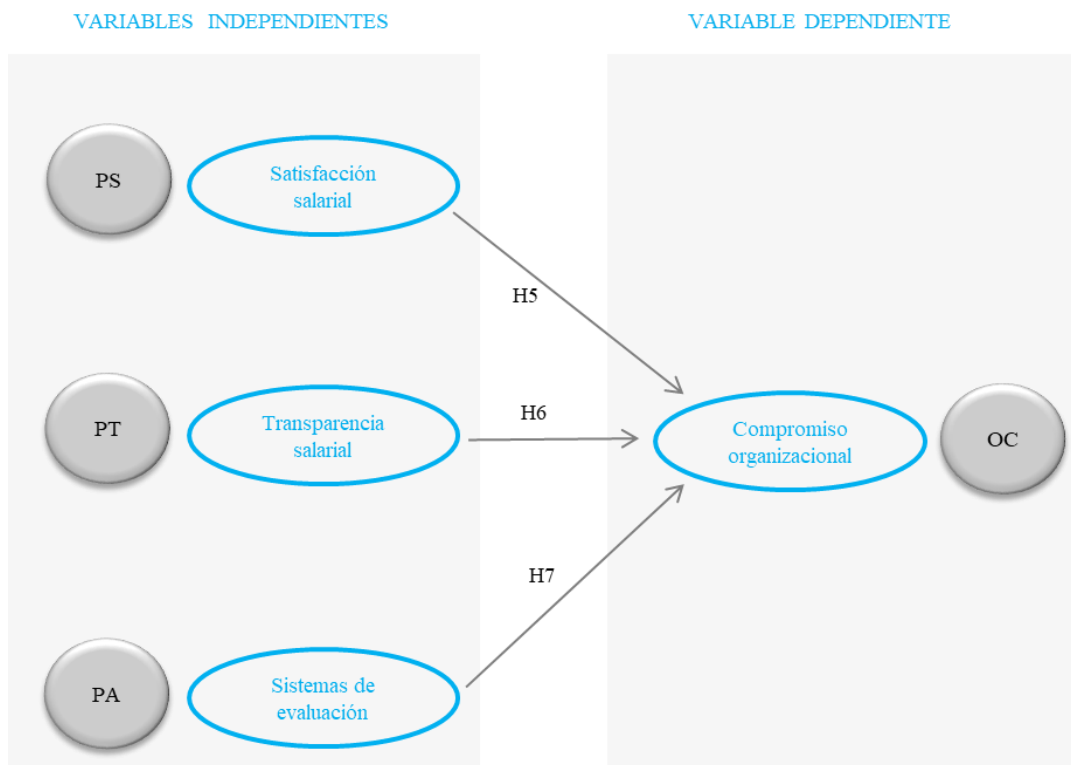 VARIABLES INDEPENDIENTES
VARIABLE DEPENDIENTE
PS
Satisfacción
salarial
H5
PT
Transparencia
salarial
H6
Compromiso
organizacional
OC
H7
PA
Sistemas de
evaluación